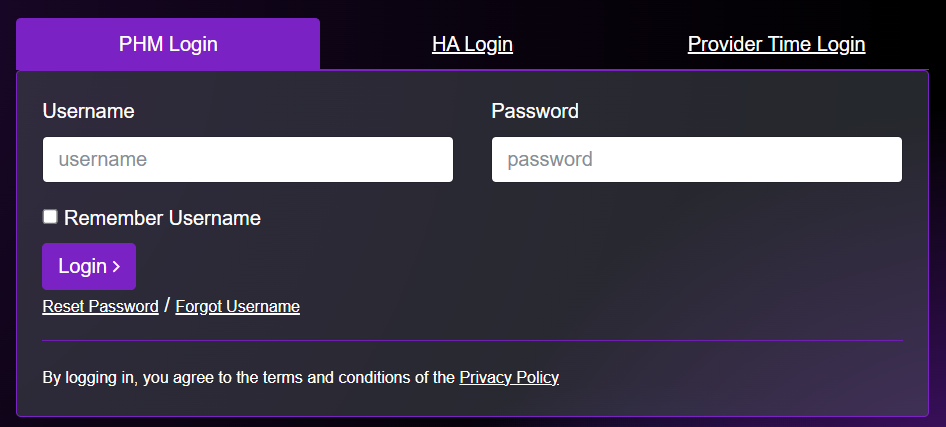 PHM Login HA Login Provider Time Login
Username Password
username password
Remember Username
Login >
Reset Password / Forgot Username
By logging in, you agree to the terms and conditions of the Privacy Policy